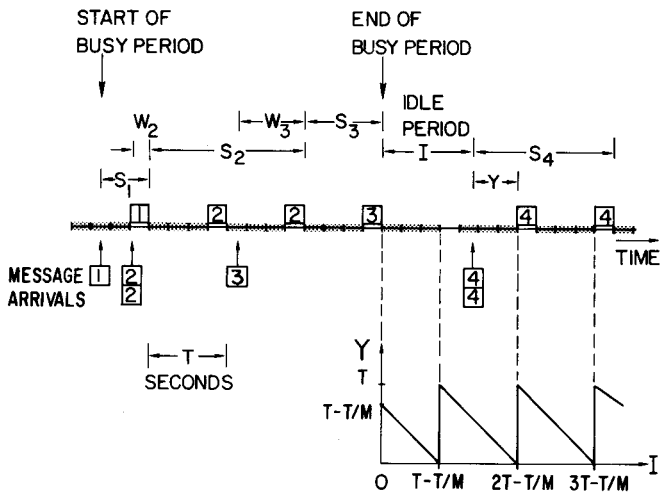 START OF
BUSY PERIOD
END OF
BUSY PERIOD
IDLE
PERIOD
W2
W3
S3
S2
I
S4
S1
Y
1
2
2
3
4
4
TIME
MESSAGE
ARRIVALS
1
2
2
3
4
4
T
SECONDS
Y
T
T-T/M
I
0
T-T/M
2T-T/M
3T-T/M